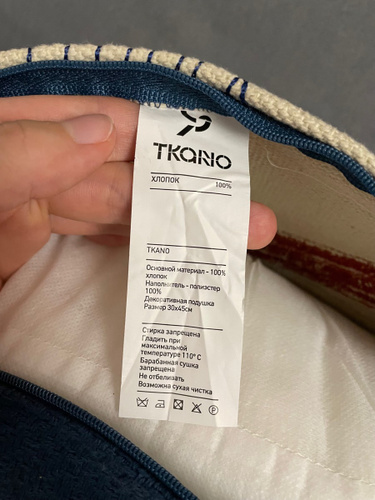 TKANO
ХЛОПОК 100%
TKANO
Основной материал - 100%
хлопок
Наполнитель - полиэстер
100%
Декоративная подушка
Размер 30х45см
Стирка запрещена
Гладить при
максимальной
температуре 110° С
Барабанная сушка
запрещена
Не отбеливать
Возможна сухая чистка